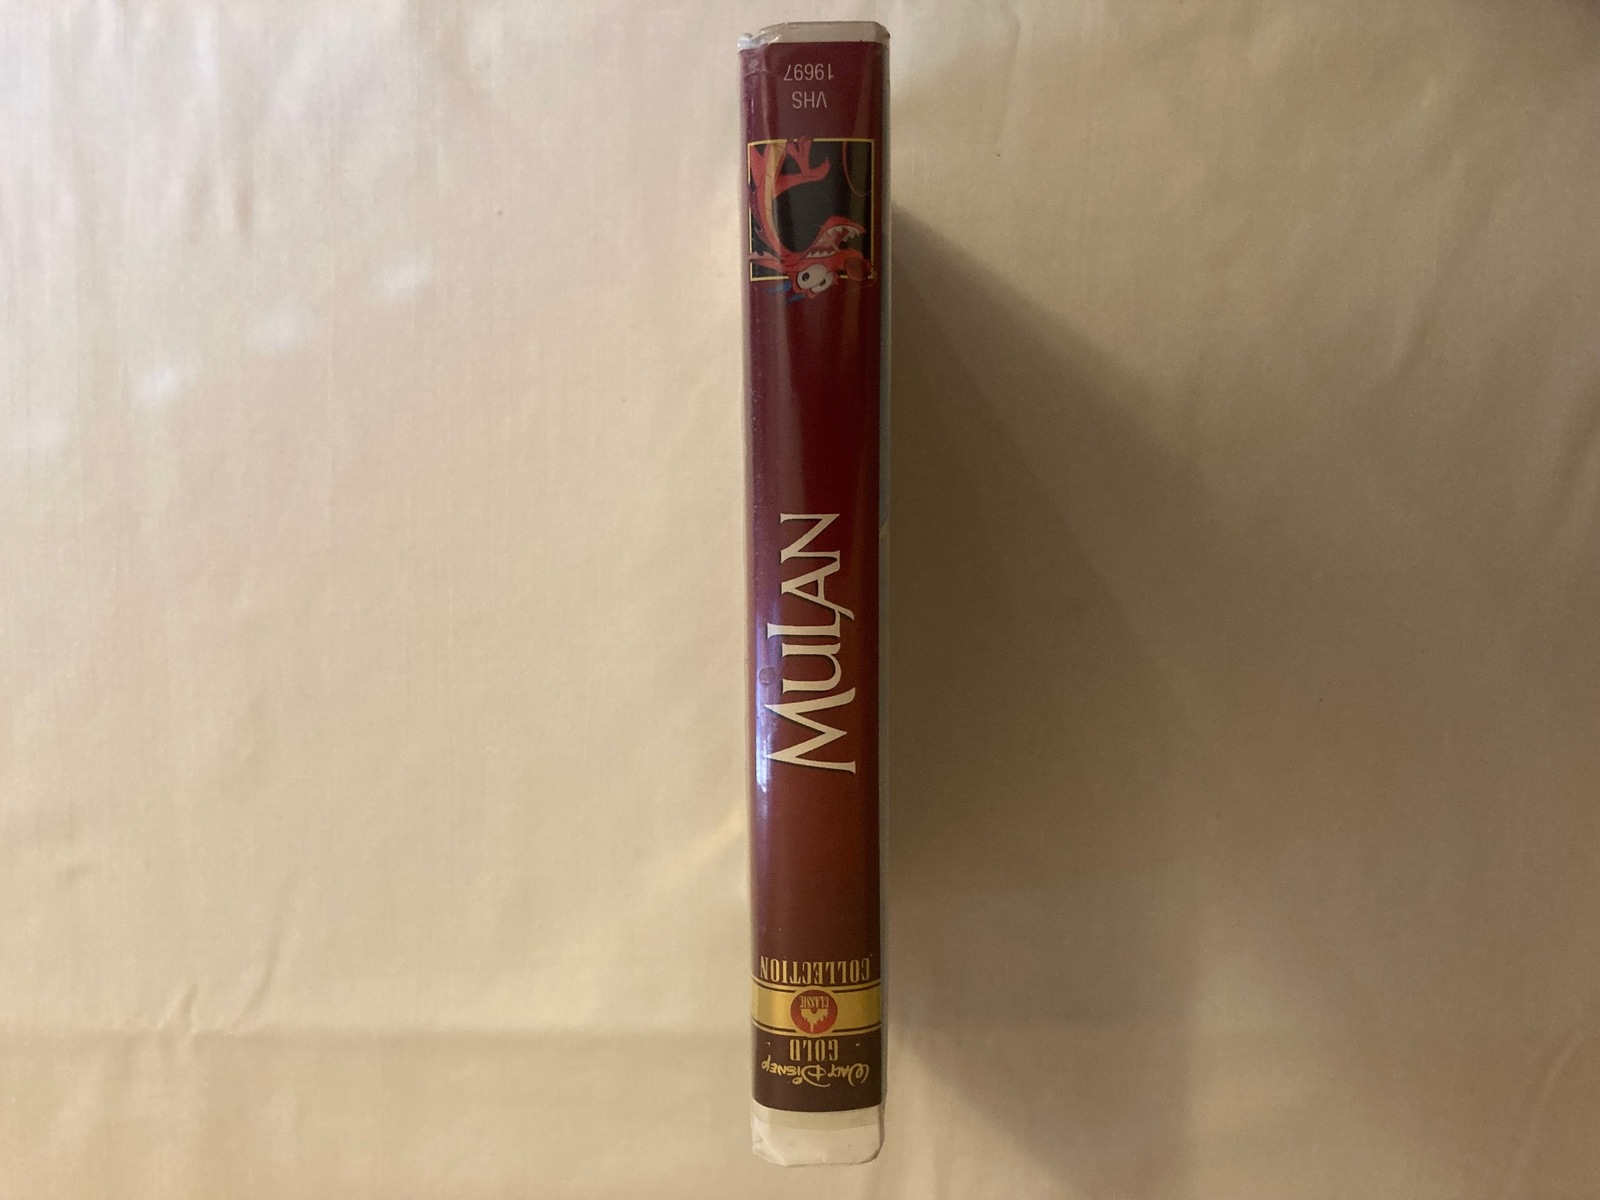 Walt Disney
GOLD
CLASSIC
COLLECTION
MULAN
VHS
19697